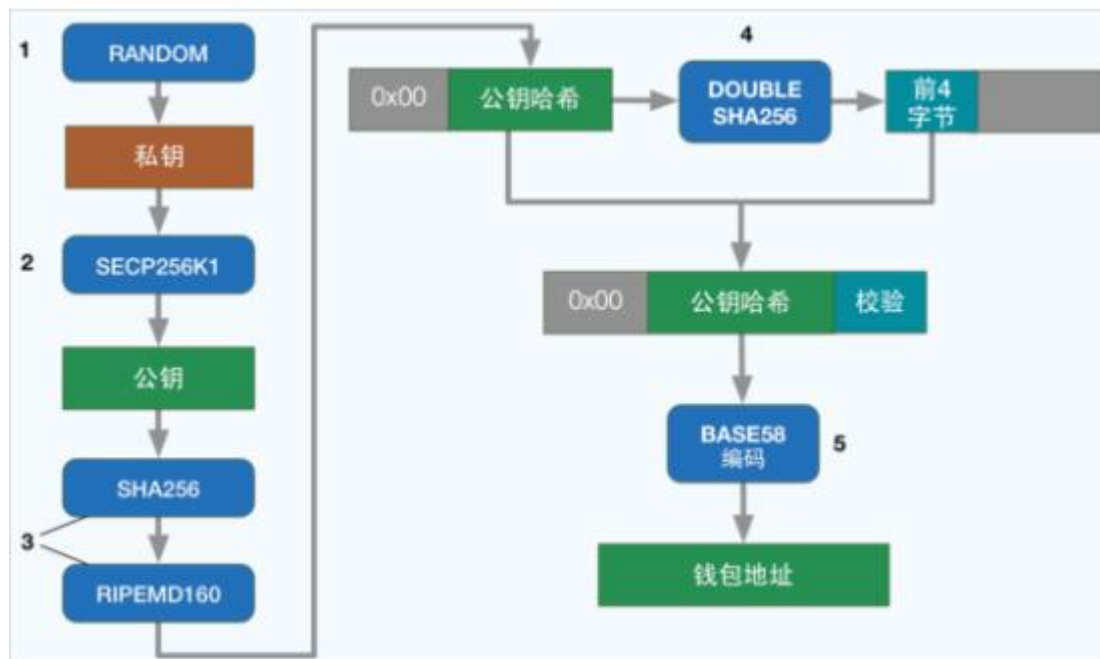 1
RANDOM
私钥
2
SECP256K1
公钥
SHA256
3
RIPEMD160
4
0x00
公钥哈希
DOUBLE
SHA256
前4
字节
0x00
公钥哈希
校验
BASE58
编码
5
钱包地址